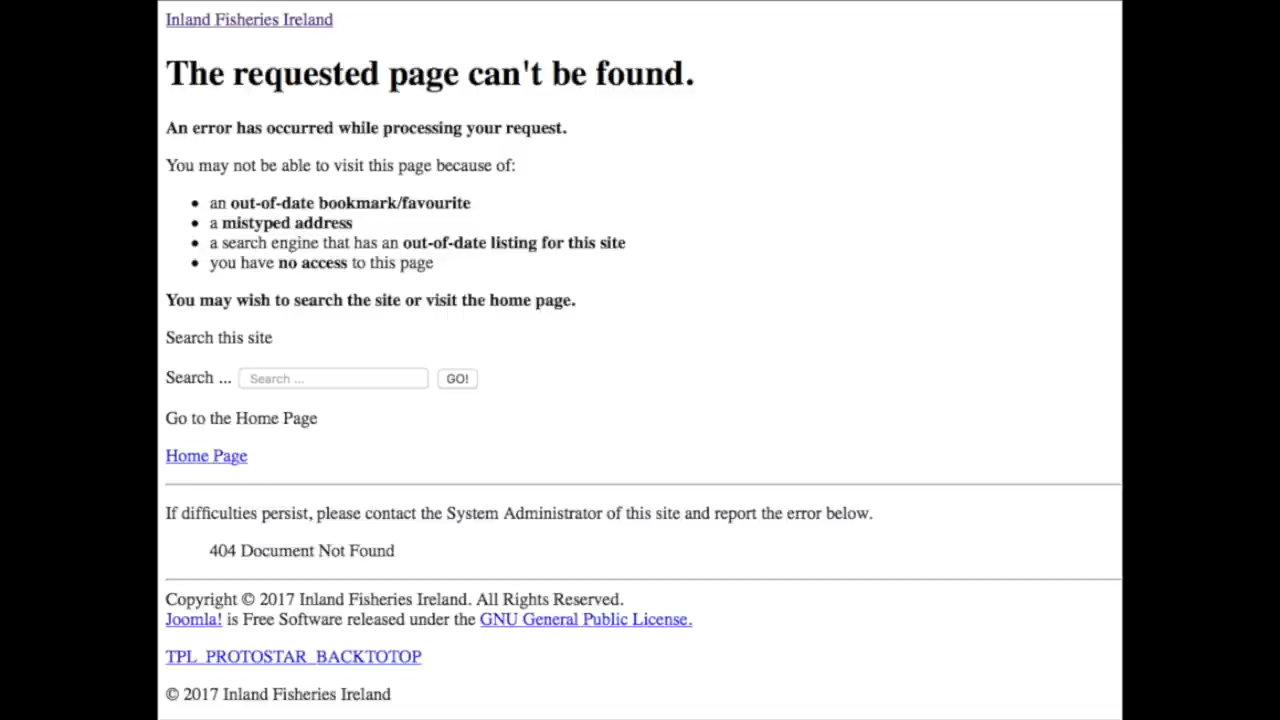 Inland Fisheries Ireland
The requested page can't be found.
An error has occurred while processing your request.
You may not be able to visit this page because of:
an out-of-date bookmark/favourite
a mistyped address
a search engine that has an out-of-date listing for this site
you have no access to this page
You may wish to search the site or visit the home page.
Search this site
Search ... Search ... GO!
Go to the Home Page
Home Page
If difficulties persist, please contact the System Administrator of this site and report the error below.
404 Document Not Found
Copyright © 2017 Inland Fisheries Ireland. All Rights Reserved.
Joomla! is Free Software released under the GNU General Public License.
TPL_PROTOSTAR_BACKTOTOP
© 2017 Inland Fisheries Ireland